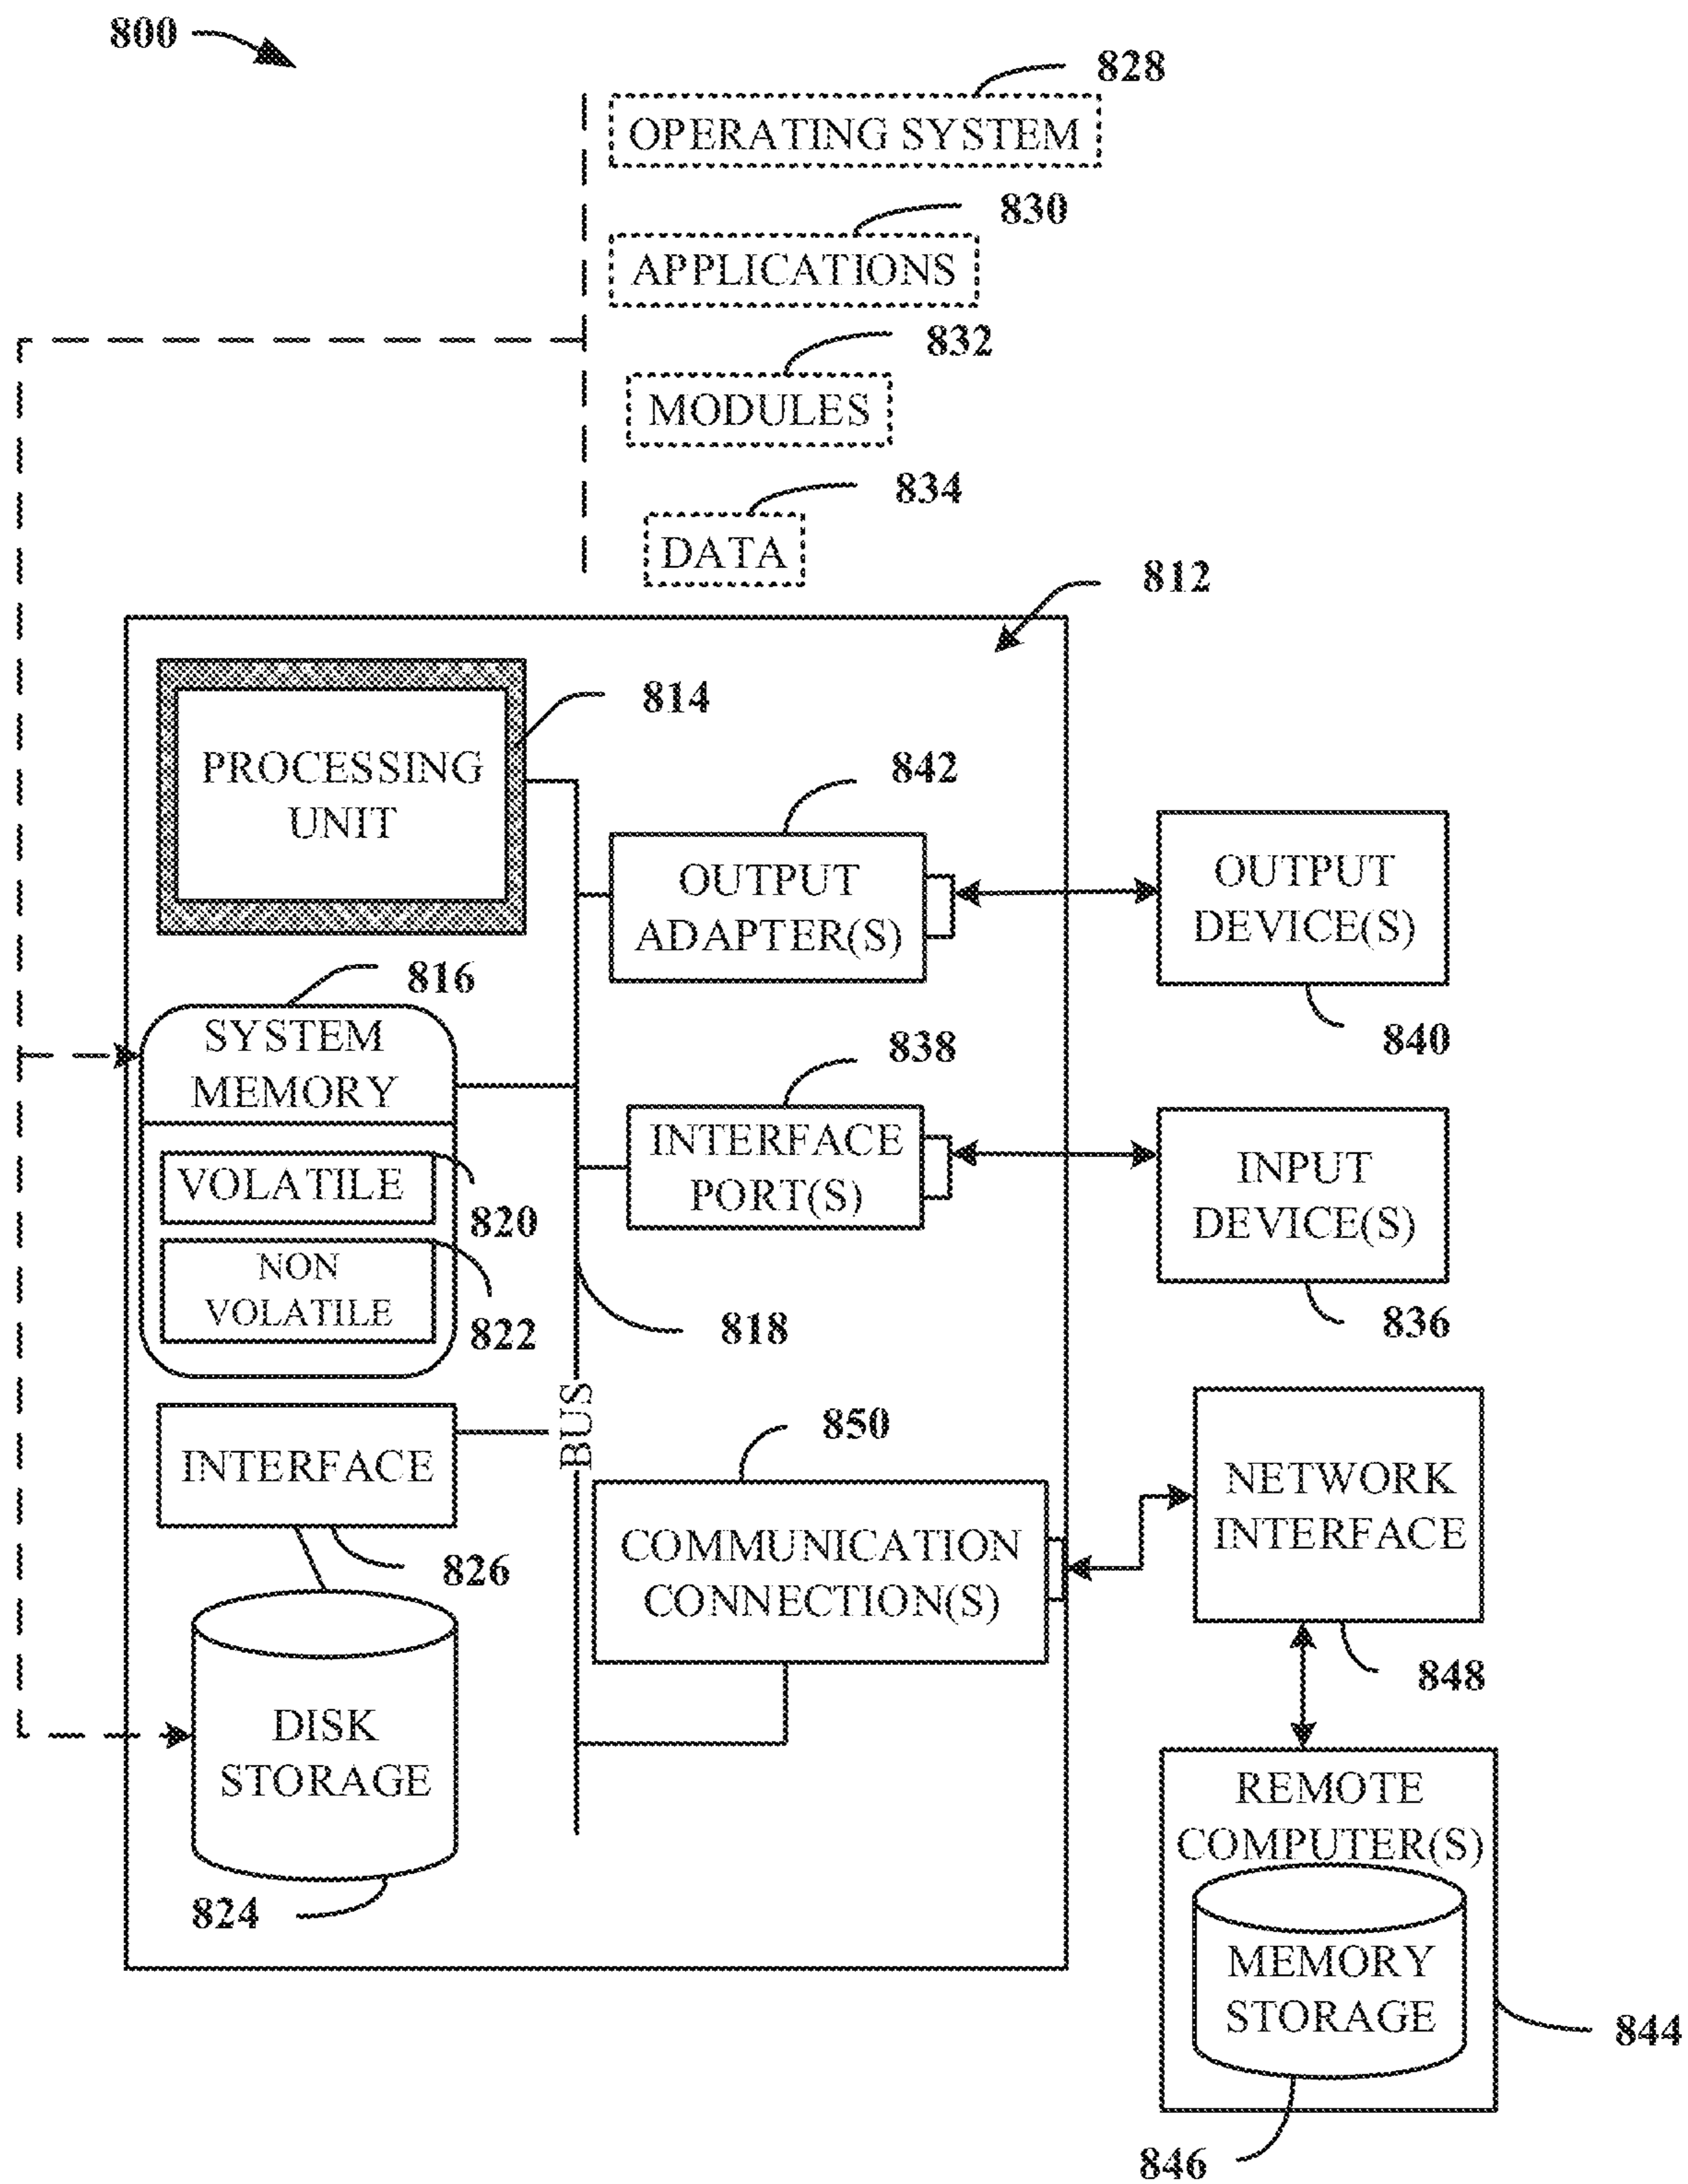 800
828
OPERATING SYSTEM
830
APPLICATIONS
832
MODULES
834
DATA
812
814
PROCESSING
UNIT
842
OUTPUT
ADAPTER(S)
OUTPUT
DEVICE(S)
840
816
SYSTEM
MEMORY
VOLATILE
820
NON
VOLATILE
822
838
INTERFACE
PORT(S)
INPUT
DEVICE(S)
836
818
BUS
INTERFACE
826
850
COMMUNICATION
CONNECTION(S)
NETWORK
INTERFACE
848
DISK
STORAGE
824
REMOTE
COMPUTER(S)
MEMORY
STORAGE
844
846